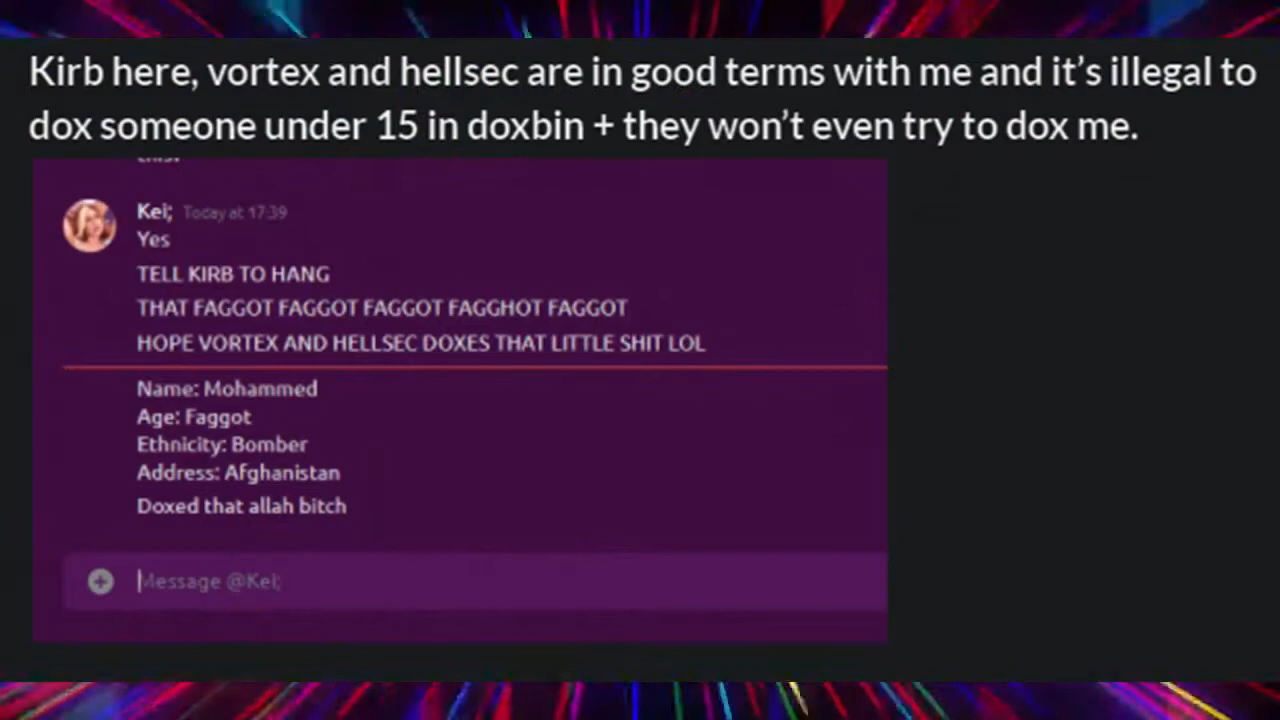 Kirb here, vortex and hellsec are in good terms with me and it's illegal to
dox someone under 15 in doxbin + they won't even try to dox me.
Kei; Today at 17:39
Yes
TELL KIRB TO HANG
THAT FAGGOT FAGGOT FAGGOT FAGGHOT FAGGOT
HOPE VORTEX AND HELLSEC DOXES THAT LITTLE SHIT LOL
Name: Mohammed
Age: Faggot
Ethnicity: Bomber
Address: Afghanistan
Doxed that allah bitch
Message @Kei;